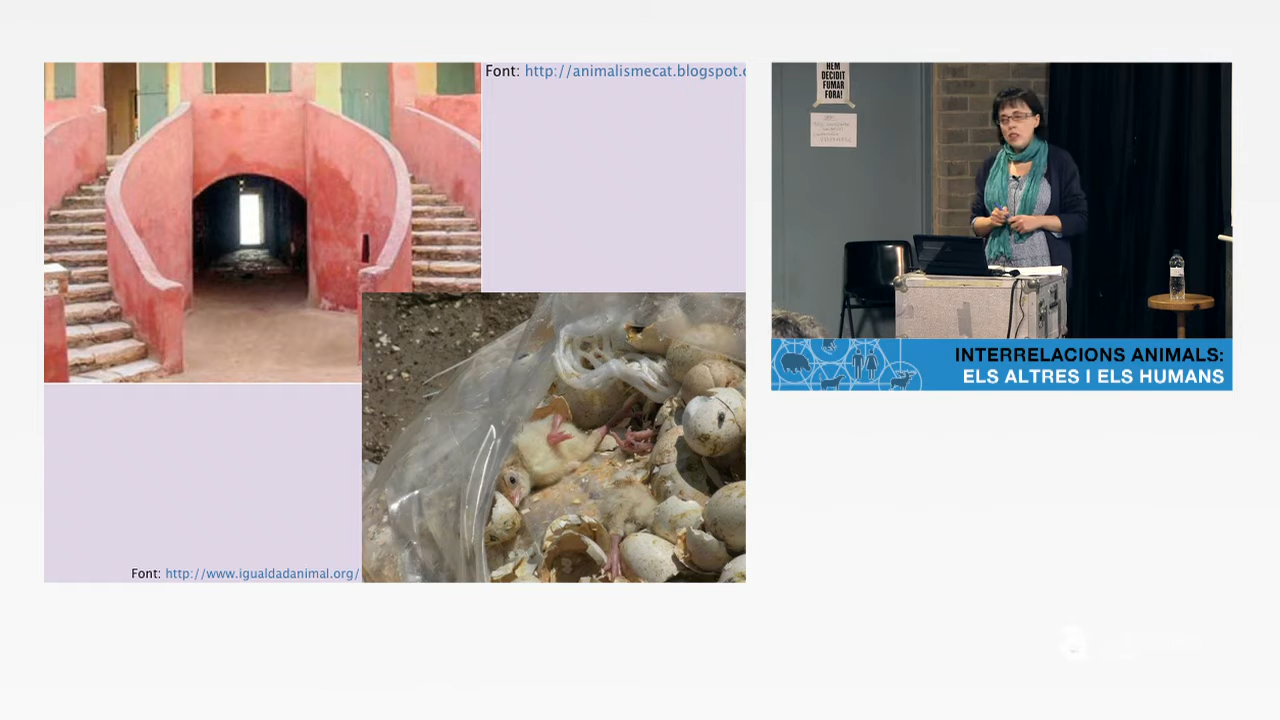 Font: http://animalismecat.blogspot.c
HEM
DECIDIT
FUMAR
FORA!
INTERRELACIONS ANIMALS:
ELS ALTRES I ELS HUMANS
Font: http://www.igualdadanimal.org/